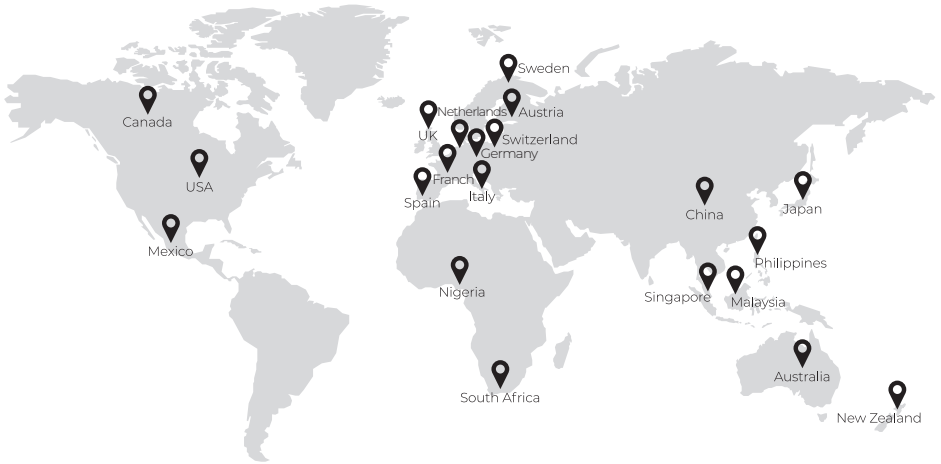 Sweden
Canada
Netherlands
Austria
UK
Switzerland
Germany
Franch
USA
Italy
Spain
China
Japan
Mexico
Philippines
Nigeria
Singapore
Malaysia
Australia
South Africa
New Zealand